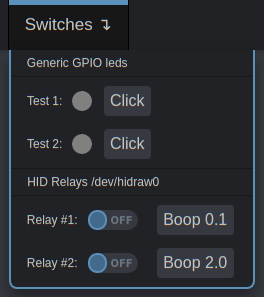 Switches ↴
Generic GPIO leds
Test 1: Click
Test 2: Click
HID Relays /dev/hidraw0
Relay #1: OFF Boop 0.1
Relay #2: OFF Boop 2.0